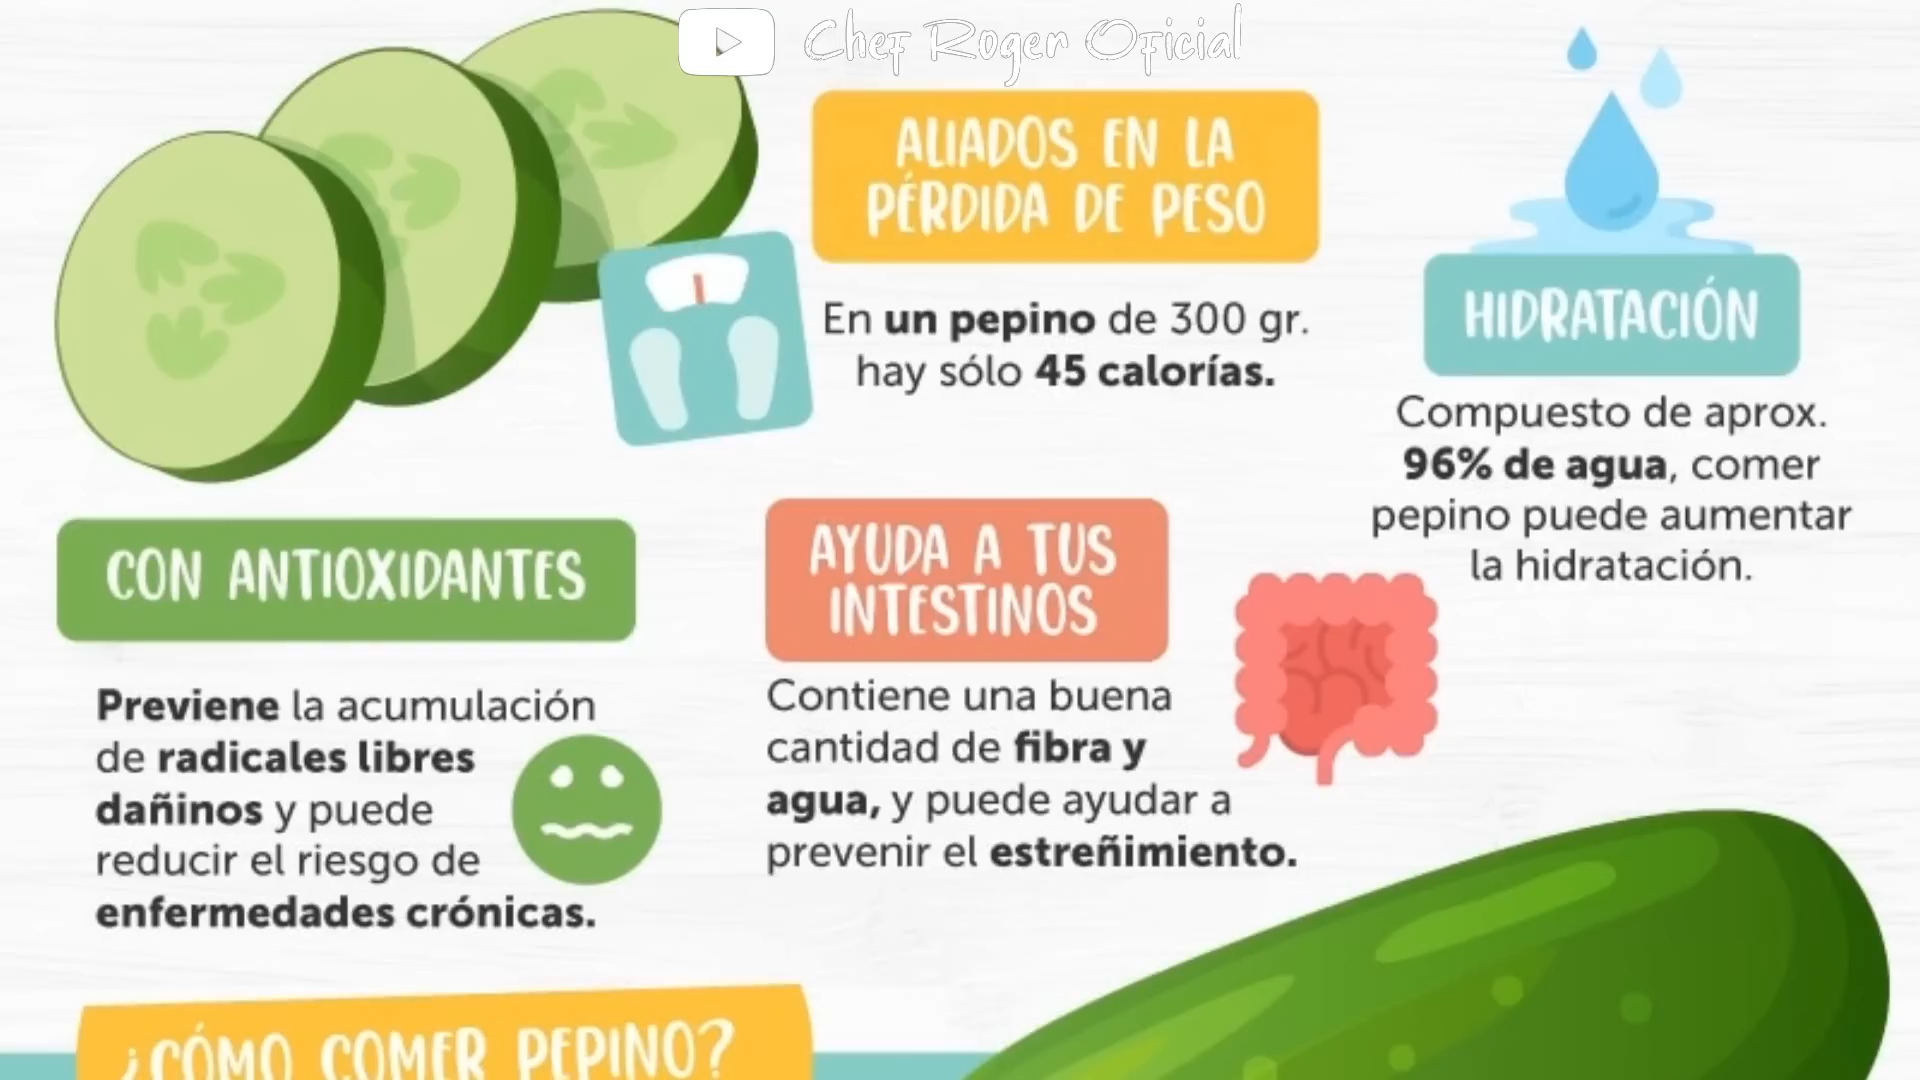 Chef Roger Oficial
ALIADOS EN LA
PÉRDIDA DE PESO
En un pepino de 300 gr.
hay sólo 45 calorías.
HIDRATACIÓN
Compuesto de aprox.
96% de agua, comer
pepino puede aumentar
la hidratación.
CON ANTIOXIDANTES
Previene la acumulación
de radicales libres
dañinos y puede
reducir el riesgo de
enfermedades crónicas.
AYUDA A TUS
INTESTINOS
Contiene una buena
cantidad de fibra y
agua, y puede ayudar a
prevenir el estreñimiento.
¿CÓMO COMER PEPINO?